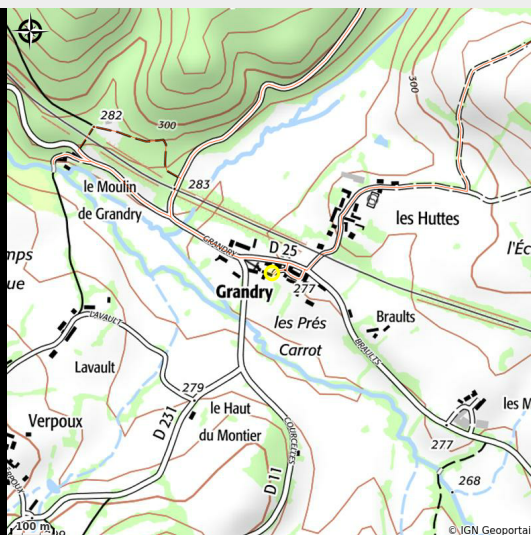 282
300
300
le Moulin
de Grandry
283
les Huttes
GRANDRY
D 25
l'Éc
mps
ue
Grandry
277
les Prés
Carrot
Braults
BRAULTS
LAVAULT
Lavault
279
le Haut
du Montier
les M
Verpoux
D 231
COURCELLES
277
D 11
268
100 m
© IGN Geoportai